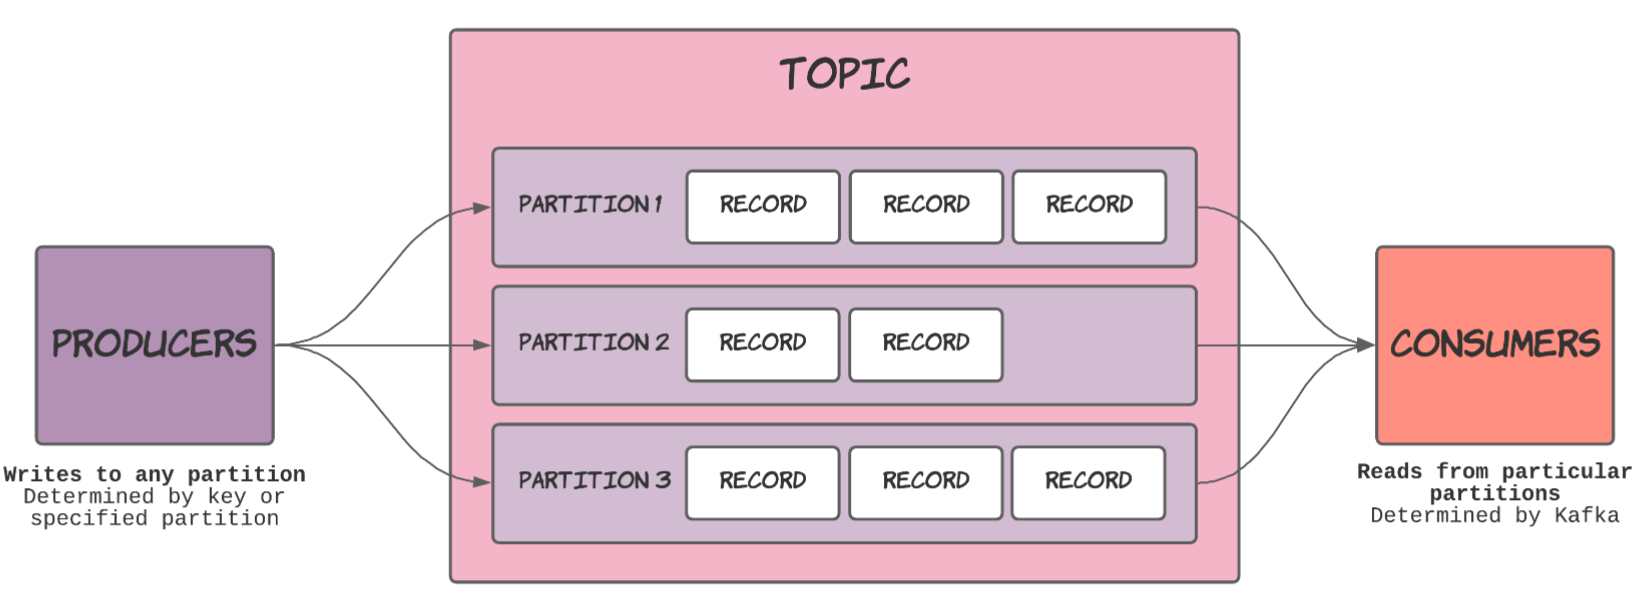 TOPIC
PARTITION 1 RECORD RECORD RECORD
PARTITION 2 RECORD RECORD
PARTITION 3 RECORD RECORD RECORD
PRODUCERS
Writes to any partition
Determined by key or
specified partition
CONSUMERS
Reads from particular
partitions
Determined by Kafka